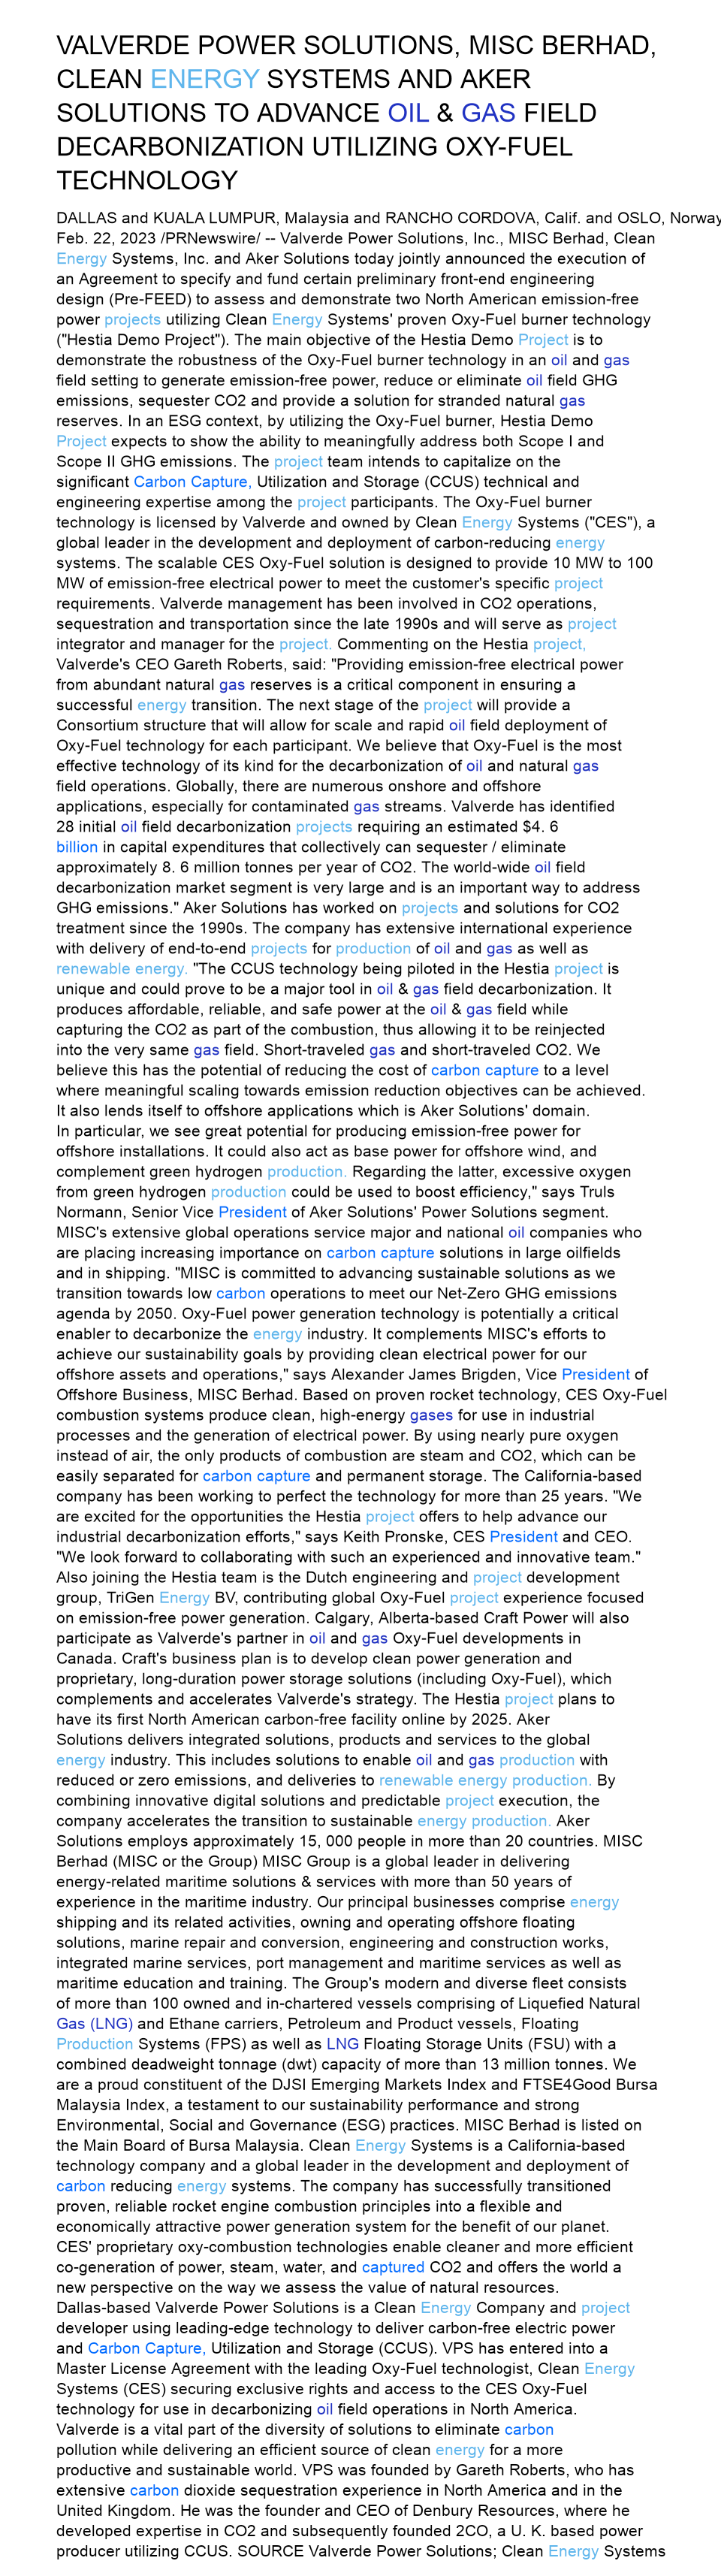 VALVERDE POWER SOLUTIONS, MISC BERHAD,
CLEAN ENERGY SYSTEMS AND AKER
SOLUTIONS TO ADVANCE OIL & GAS FIELD
DECARBONIZATION UTILIZING OXY-FUEL
TECHNOLOGY
DALLAS and KUALA LUMPUR, Malaysia and RANCHO CORDOVA, Calif. and OSLO, Norway
Feb. 22, 2023 /PRNewswire/ -- Valverde Power Solutions, Inc., MISC Berhad, Clean
Energy Systems, Inc. and Aker Solutions today jointly announced the execution of
an Agreement to specify and fund certain preliminary front-end engineering
design (Pre-FEED) to assess and demonstrate two North American emission-free
power projects utilizing Clean Energy Systems' proven Oxy-Fuel burner technology
("Hestia Demo Project"). The main objective of the Hestia Demo Project is to
demonstrate the robustness of the Oxy-Fuel burner technology in an oil and gas
field setting to generate emission-free power, reduce or eliminate oil field GHG
emissions, sequester CO2 and provide a solution for stranded natural gas
reserves. In an ESG context, by utilizing the Oxy-Fuel burner, Hestia Demo
Project expects to show the ability to meaningfully address both Scope I and
Scope II GHG emissions. The project team intends to capitalize on the
significant Carbon Capture, Utilization and Storage (CCUS) technical and
engineering expertise among the project participants. The Oxy-Fuel burner
technology is licensed by Valverde and owned by Clean Energy Systems ("CES"), a
global leader in the development and deployment of carbon-reducing energy
systems. The scalable CES Oxy-Fuel solution is designed to provide 10 MW to 100
MW of emission-free electrical power to meet the customer's specific project
requirements. Valverde management has been involved in CO2 operations,
sequestration and transportation since the late 1990s and will serve as project
integrator and manager for the project. Commenting on the Hestia project,
Valverde's CEO Gareth Roberts, said: "Providing emission-free electrical power
from abundant natural gas reserves is a critical component in ensuring a
successful energy transition. The next stage of the project will provide a
Consortium structure that will allow for scale and rapid oil field deployment of
Oxy-Fuel technology for each participant. We believe that Oxy-Fuel is the most
effective technology of its kind for the decarbonization of oil and natural gas
field operations. Globally, there are numerous onshore and offshore
applications, especially for contaminated gas streams. Valverde has identified
28 initial oil field decarbonization projects requiring an estimated $4. 6
billion in capital expenditures that collectively can sequester / eliminate
approximately 8. 6 million tonnes per year of CO2. The world-wide oil field
decarbonization market segment is very large and is an important way to address
GHG emissions." Aker Solutions has worked on projects and solutions for CO2
treatment since the 1990s. The company has extensive international experience
with delivery of end-to-end projects for production of oil and gas as well as
renewable energy. "The CCUS technology being piloted in the Hestia project is
unique and could prove to be a major tool in oil & gas field decarbonization. It
produces affordable, reliable, and safe power at the oil & gas field while
capturing the CO2 as part of the combustion, thus allowing it to be reinjected
into the very same gas field. Short-traveled gas and short-traveled CO2. We
believe this has the potential of reducing the cost of carbon capture to a level
where meaningful scaling towards emission reduction objectives can be achieved.
It also lends itself to offshore applications which is Aker Solutions' domain.
In particular, we see great potential for producing emission-free power for
offshore installations. It could also act as base power for offshore wind, and
complement green hydrogen production. Regarding the latter, excessive oxygen
from green hydrogen production could be used to boost efficiency," says Truls
Normann, Senior Vice President of Aker Solutions' Power Solutions segment.
MISC's extensive global operations service major and national oil companies who
are placing increasing importance on carbon capture solutions in large oilfields
and in shipping. "MISC is committed to advancing sustainable solutions as we
transition towards low carbon operations to meet our Net-Zero GHG emissions
agenda by 2050. Oxy-Fuel power generation technology is potentially a critical
enabler to decarbonize the energy industry. It complements MISC's efforts to
achieve our sustainability goals by providing clean electrical power for our
offshore assets and operations," says Alexander James Brigden, Vice President of
Offshore Business, MISC Berhad. Based on proven rocket technology, CES Oxy-Fuel
combustion systems produce clean, high-energy gases for use in industrial
processes and the generation of electrical power. By using nearly pure oxygen
instead of air, the only products of combustion are steam and CO2, which can be
easily separated for carbon capture and permanent storage. The California-based
company has been working to perfect the technology for more than 25 years. "We
are excited for the opportunities the Hestia project offers to help advance our
industrial decarbonization efforts," says Keith Pronske, CES President and CEO.
"We look forward to collaborating with such an experienced and innovative team."
Also joining the Hestia team is the Dutch engineering and project development
group, TriGen Energy BV, contributing global Oxy-Fuel project experience focused
on emission-free power generation. Calgary, Alberta-based Craft Power will also
participate as Valverde's partner in oil and gas Oxy-Fuel developments in
Canada. Craft's business plan is to develop clean power generation and
proprietary, long-duration power storage solutions (including Oxy-Fuel), which
complements and accelerates Valverde's strategy. The Hestia project plans to
have its first North American carbon-free facility online by 2025. Aker
Solutions delivers integrated solutions, products and services to the global
energy industry. This includes solutions to enable oil and gas production with
reduced or zero emissions, and deliveries to renewable energy production. By
combining innovative digital solutions and predictable project execution, the
company accelerates the transition to sustainable energy production. Aker
Solutions employs approximately 15, 000 people in more than 20 countries. MISC
Berhad (MISC or the Group) MISC Group is a global leader in delivering
energy-related maritime solutions & services with more than 50 years of
experience in the maritime industry. Our principal businesses comprise energy
shipping and its related activities, owning and operating offshore floating
solutions, marine repair and conversion, engineering and construction works,
integrated marine services, port management and maritime services as well as
maritime education and training. The Group's modern and diverse fleet consists
of more than 100 owned and in-chartered vessels comprising of Liquefied Natural
Gas (LNG) and Ethane carriers, Petroleum and Product vessels, Floating
Production Systems (FPS) as well as LNG Floating Storage Units (FSU) with a
combined deadweight tonnage (dwt) capacity of more than 13 million tonnes. We
are a proud constituent of the DJSI Emerging Markets Index and FTSE4Good Bursa
Malaysia Index, a testament to our sustainability performance and strong
Environmental, Social and Governance (ESG) practices. MISC Berhad is listed on
the Main Board of Bursa Malaysia. Clean Energy Systems is a California-based
technology company and a global leader in the development and deployment of
carbon reducing energy systems. The company has successfully transitioned
proven, reliable rocket engine combustion principles into a flexible and
economically attractive power generation system for the benefit of our planet.
CES' proprietary oxy-combustion technologies enable cleaner and more efficient
co-generation of power, steam, water, and captured CO2 and offers the world a
new perspective on the way we assess the value of natural resources.
Dallas-based Valverde Power Solutions is a Clean Energy Company and project
developer using leading-edge technology to deliver carbon-free electric power
and Carbon Capture, Utilization and Storage (CCUS). VPS has entered into a
Master License Agreement with the leading Oxy-Fuel technologist, Clean Energy
Systems (CES) securing exclusive rights and access to the CES Oxy-Fuel
technology for use in decarbonizing oil field operations in North America.
Valverde is a vital part of the diversity of solutions to eliminate carbon
pollution while delivering an efficient source of clean energy for a more
productive and sustainable world. VPS was founded by Gareth Roberts, who has
extensive carbon dioxide sequestration experience in North America and in the
United Kingdom. He was the founder and CEO of Denbury Resources, where he
developed expertise in CO2 and subsequently founded 2CO, a U. K. based power
producer utilizing CCUS. SOURCE Valverde Power Solutions; Clean Energy Systems